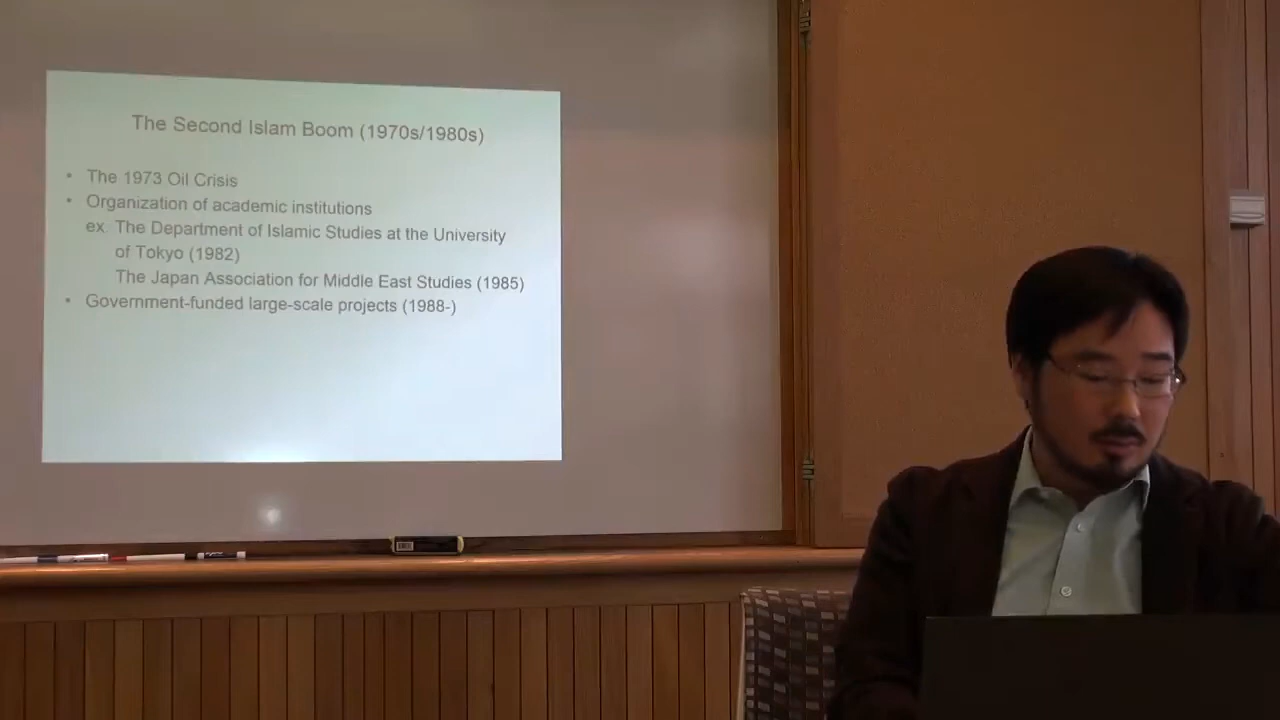 The Second Islam Boom (1970s/1980s)
• The 1973 Oil Crisis
• Organization of academic institutions
ex. The Department of Islamic Studies at the University
of Tokyo (1982)
The Japan Association for Middle East Studies (1985)
• Government-funded large-scale projects (1988-)